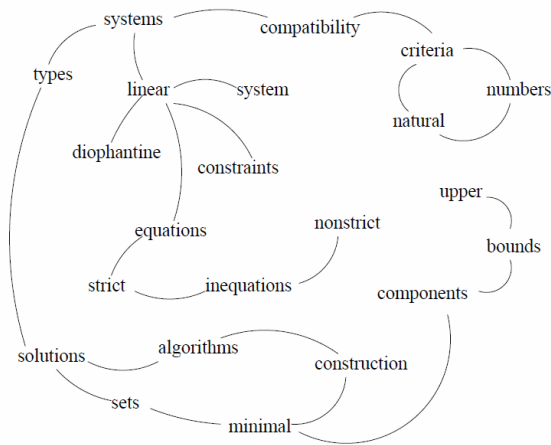 systems
compatibility
criteria
types
linear
system
numbers
natural
diophantine
constraints
upper
equations
nonstrict
bounds
strict
inequations
components
solutions
algorithms
construction
sets
minimal